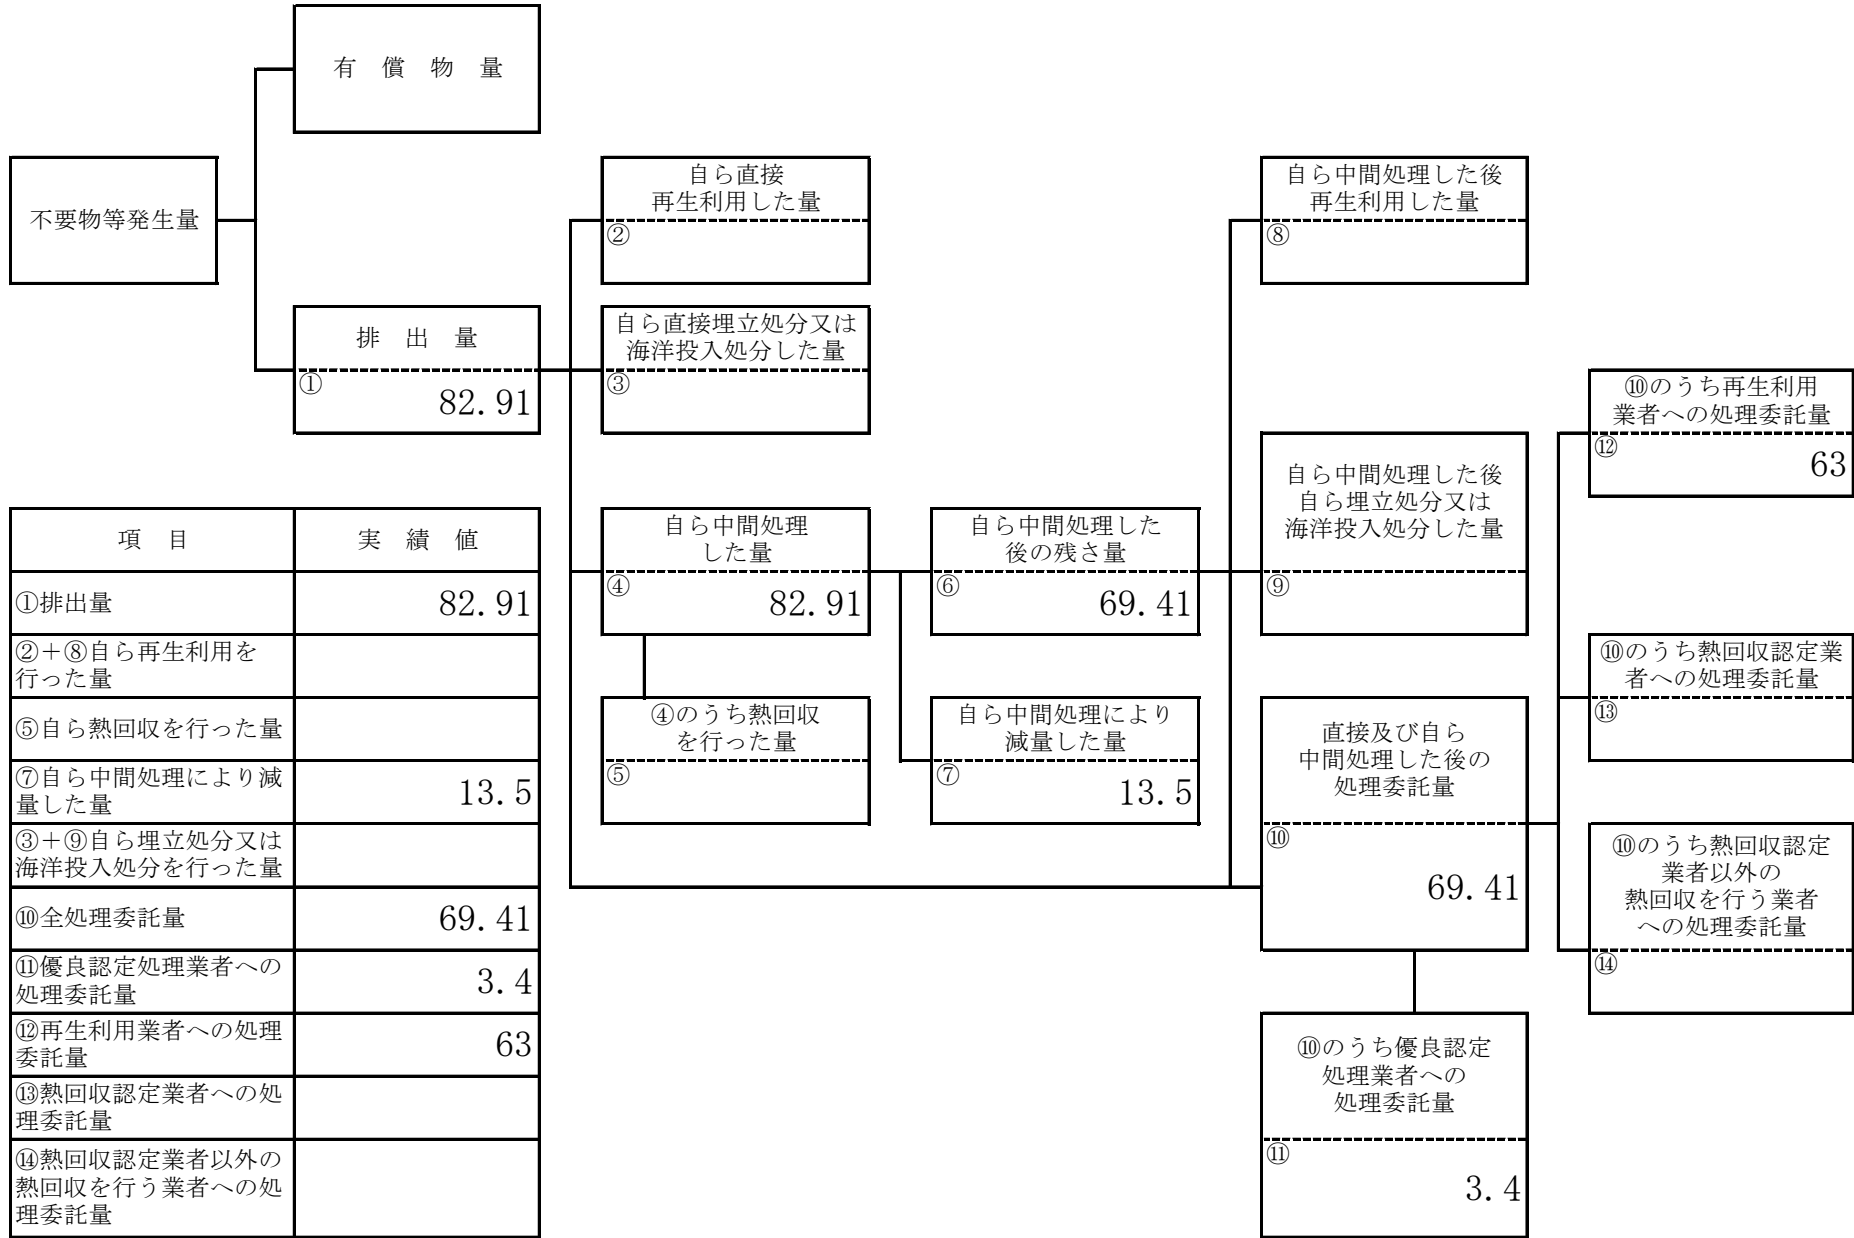 有　償　物　量
不要物等発生量
排　出　量
①
82.91
自ら直接
再生利用した量
②
自ら直接埋立処分又は
海洋投入処分した量
③
自ら中間処理
した量
④
82.91
④のうち熱回収
を行った量
⑤
自ら中間処理した
後の残さ量
⑥
69.41
自ら中間処理により
減量した量
⑦
13.5
自ら中間処理した後
再生利用した量
⑧
自ら中間処理した後
自ら埋立処分又は
海洋投入処分した量
⑨
直接及び自ら
中間処理した後の
処理委託量
⑩
69.41
⑩のうち優良認定
処理業者への
処理委託量
⑪
3.4
⑩のうち再生利用
業者への処理委託量
⑫
63
⑩のうち熱回収認定業
者への処理委託量
⑬
⑩のうち熱回収認定
業者以外の
熱回収を行う業者
への処理委託量
⑭
項　目　実　績　値
①排出量　82.91
②＋⑧自ら再生利用を
行った量
⑤自ら熱回収を行った量
⑦自ら中間処理により減
量した量　13.5
③＋⑨自ら埋立処分又は
海洋投入処分を行った量
⑩全処理委託量　69.41
⑪優良認定処理業者への
処理委託量　3.4
⑫再生利用業者への処理
委託量　63
⑬熱回収認定業者への処
理委託量
⑭熱回収認定業者以外の
熱回収を行う業者への処
理委託量